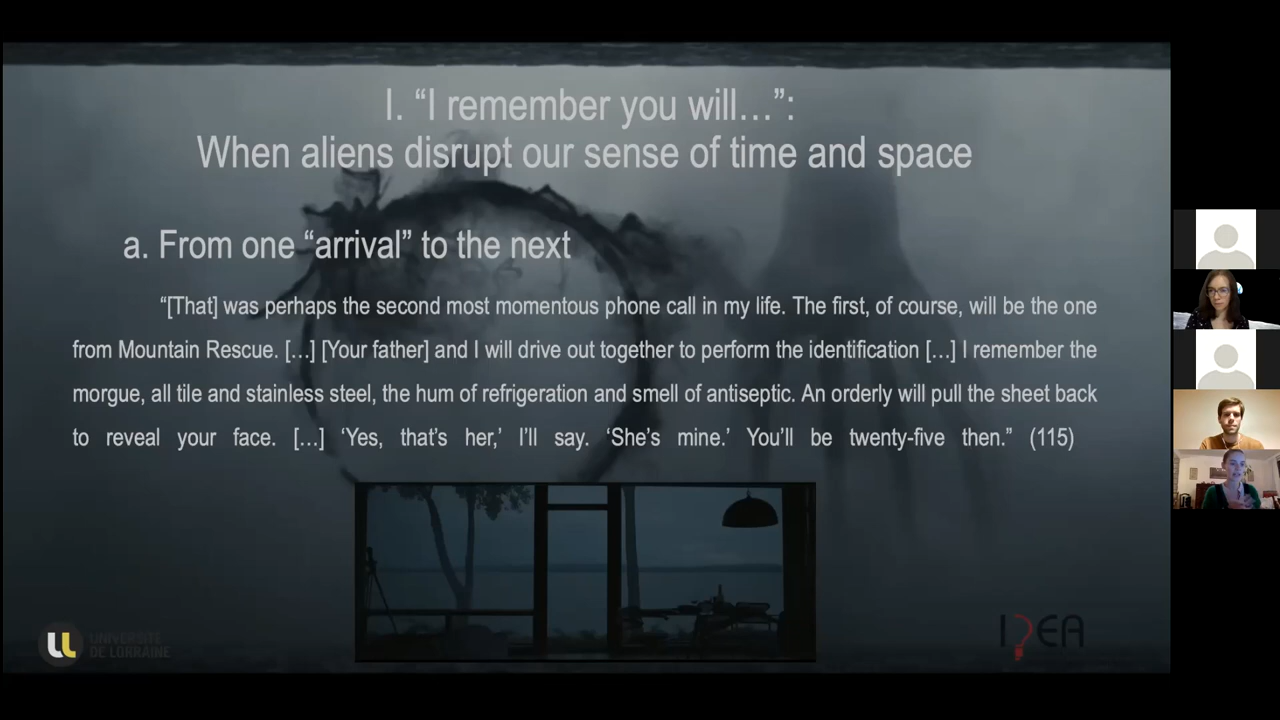 I. “I remember you will…”:
When aliens disrupt our sense of time and space
a. From one “arrival” to the next
“[That] was perhaps the second most momentous phone call in my life. The first, of course, will be the one
from Mountain Rescue. […] [Your father] and I will drive out together to perform the identification […] I remember the
morgue, all tile and stainless steel, the hum of refrigeration and smell of antiseptic. An orderly will pull the sheet back
to reveal your face. […] ‘Yes, that’s her,’ I’ll say. ‘She’s mine.’ You’ll be twenty-five then.” (115)
UNIVERSITÉ
DE LORRAINE
I?EA